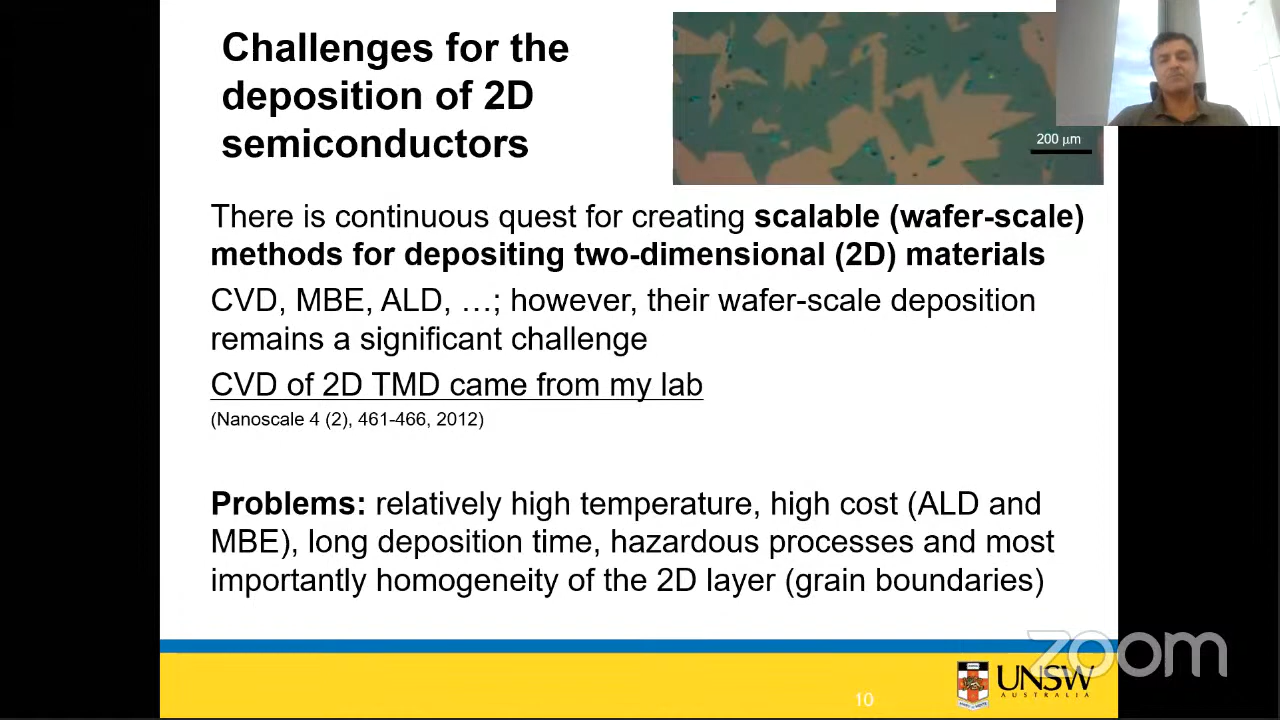 Challenges for the
deposition of 2D
semiconductors
200 μm
There is continuous quest for creating scalable (wafer-scale)
methods for depositing two-dimensional (2D) materials
CVD, MBE, ALD, …; however, their wafer-scale deposition
remains a significant challenge
CVD of 2D TMD came from my lab
(Nanoscale 4 (2), 461-466, 2012)
Problems: relatively high temperature, high cost (ALD and
MBE), long deposition time, hazardous processes and most
importantly homogeneity of the 2D layer (grain boundaries)
zoom
10
UNSW
AUSTRALIA